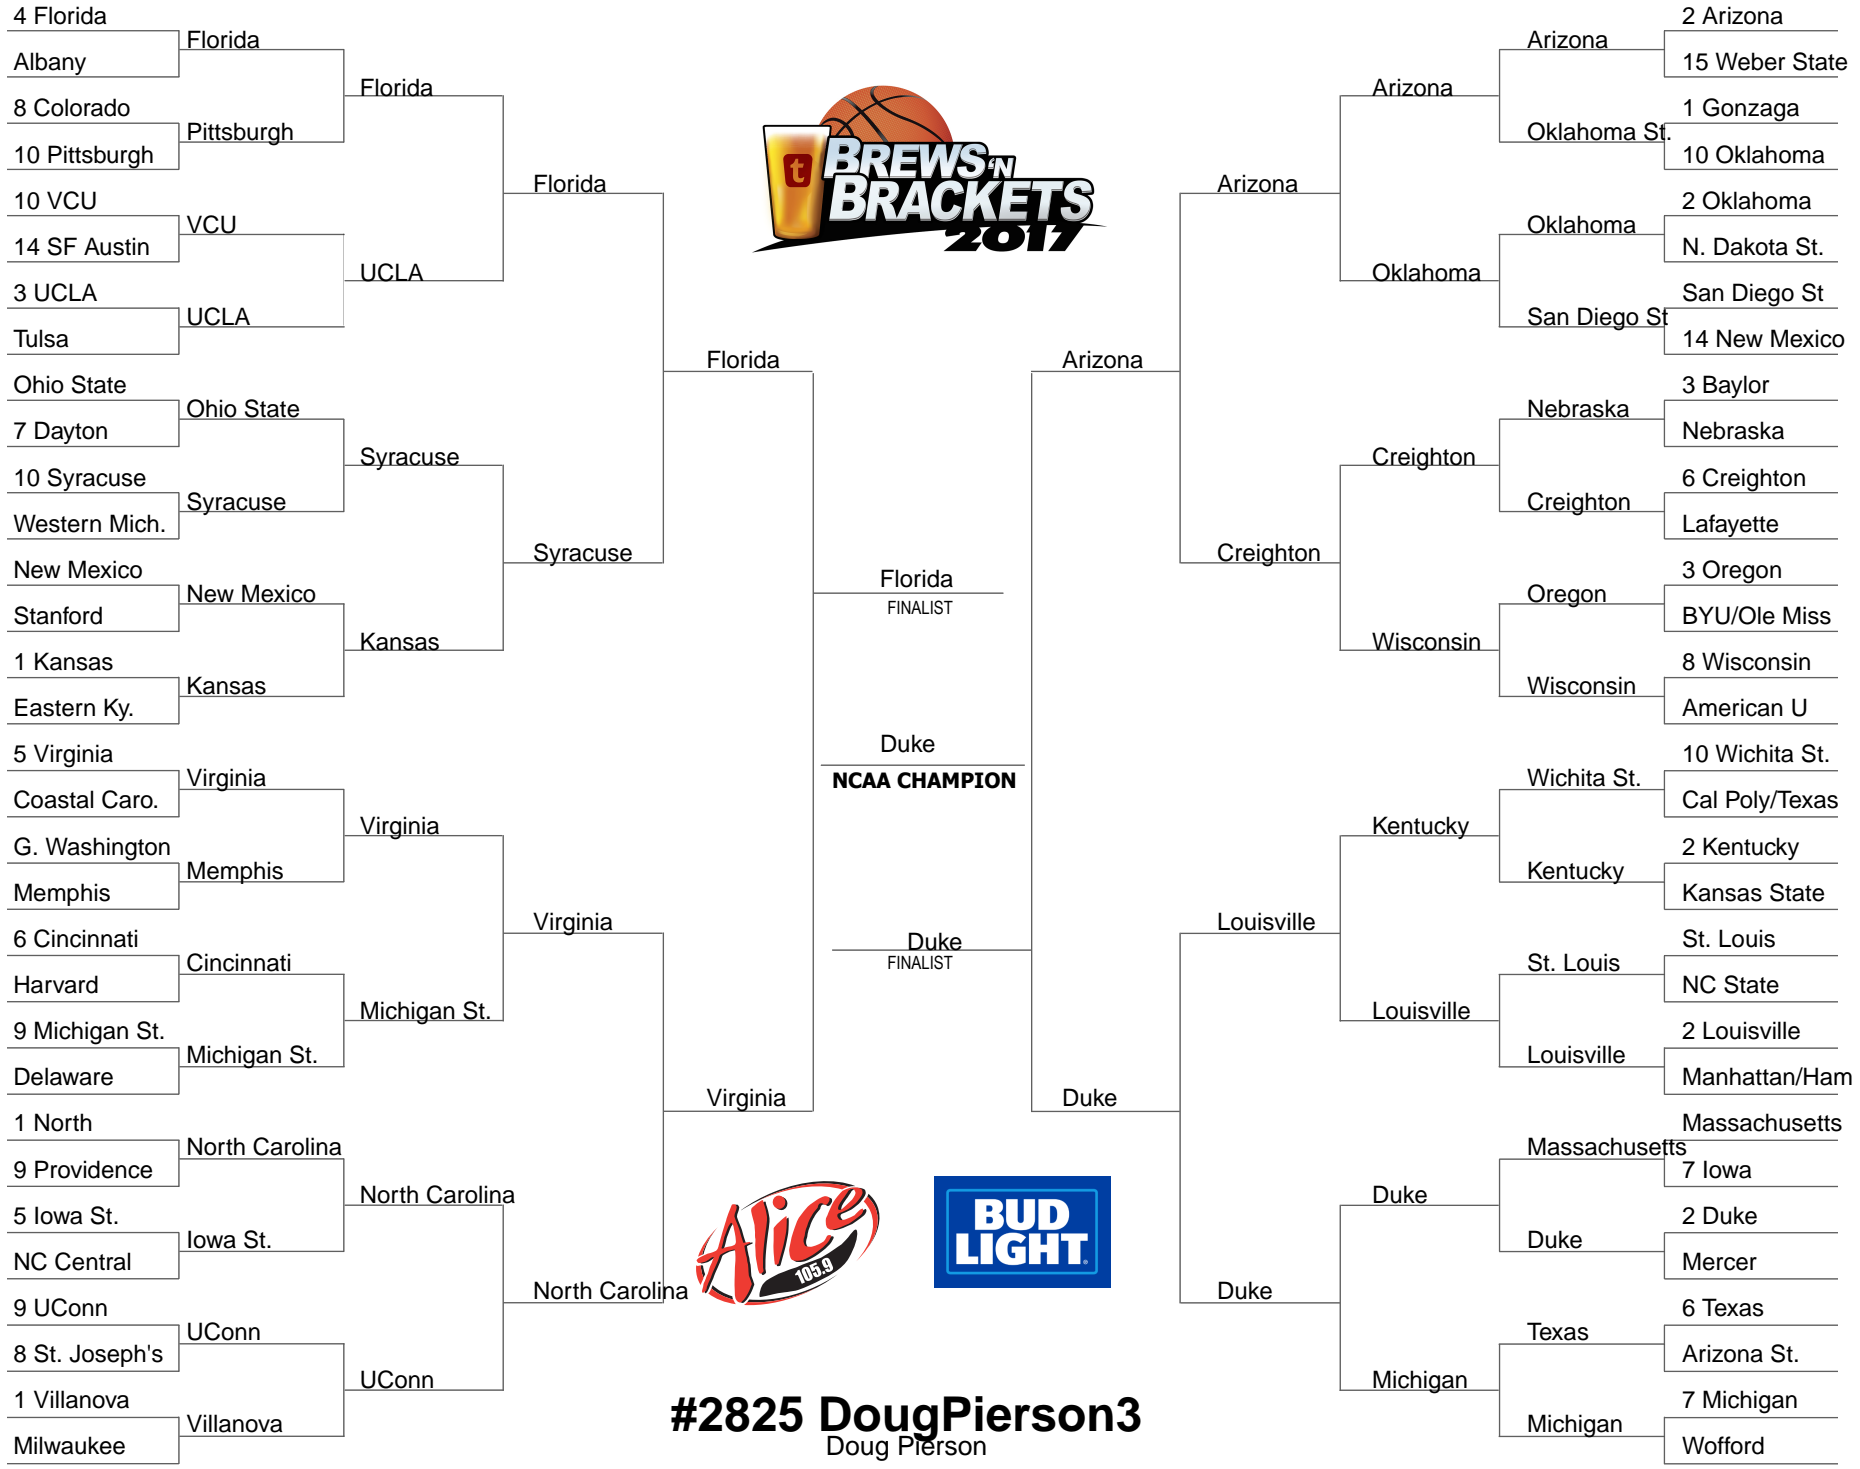 4 Florida
Albany
8 Colorado
10 Pittsburgh
10 VCU
14 SF Austin
3 UCLA
Tulsa
Ohio State
7 Dayton
10 Syracuse
Western Mich.
New Mexico
Stanford
1 Kansas
Eastern Ky.
5 Virginia
Coastal Caro.
G. Washington
Memphis
6 Cincinnati
Harvard
9 Michigan St.
Delaware
1 North
9 Providence
5 Iowa St.
NC Central
9 UConn
8 St. Joseph's
1 Villanova
Milwaukee
Florida
Pittsburgh
VCU
UCLA
Ohio State
Syracuse
New Mexico
Kansas
Virginia
Memphis
Cincinnati
Michigan St.
North Carolina
Iowa St.
UConn
Villanova
Florida
UCLA
Syracuse
Kansas
Virginia
Michigan St.
North Carolina
UConn
Florida
Syracuse
Virginia
North Carolina
Florida
Virginia
t
BREWS 'N
BRACKETS
2017
Florida
FINALIST
Duke
NCAA CHAMPION
Duke
FINALIST
Alice
105.9
BUD
LIGHT
#2825 DougPierson3
Doug Pierson
Arizona
Duke
Arizona
Creighton
Louisville
Duke
Arizona
Oklahoma
Creighton
Wisconsin
Kentucky
Louisville
Duke
Michigan
Arizona
Oklahoma St.
Oklahoma
San Diego St
Nebraska
Creighton
Oregon
Wisconsin
Wichita St.
Kentucky
St. Louis
Louisville
Massachusetts
Duke
Texas
Michigan
2 Arizona
15 Weber State
1 Gonzaga
10 Oklahoma
2 Oklahoma
N. Dakota St.
San Diego St
14 New Mexico
3 Baylor
Nebraska
6 Creighton
Lafayette
3 Oregon
BYU/Ole Miss
8 Wisconsin
American U
10 Wichita St.
Cal Poly/Texas
2 Kentucky
Kansas State
St. Louis
NC State
2 Louisville
Manhattan/Ham
Massachusetts
7 Iowa
2 Duke
Mercer
6 Texas
Arizona St.
7 Michigan
Wofford